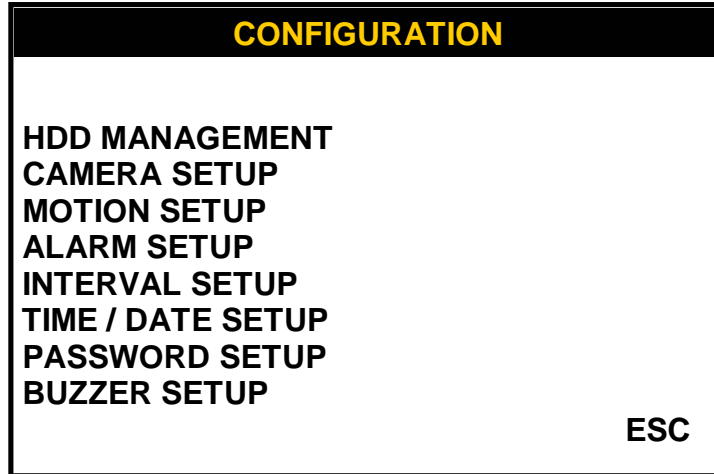 CONFIGURATION
HDD MANAGEMENT
CAMERA SETUP
MOTION SETUP
ALARM SETUP
INTERVAL SETUP
TIME / DATE SETUP
PASSWORD SETUP
BUZZER SETUP
ESC